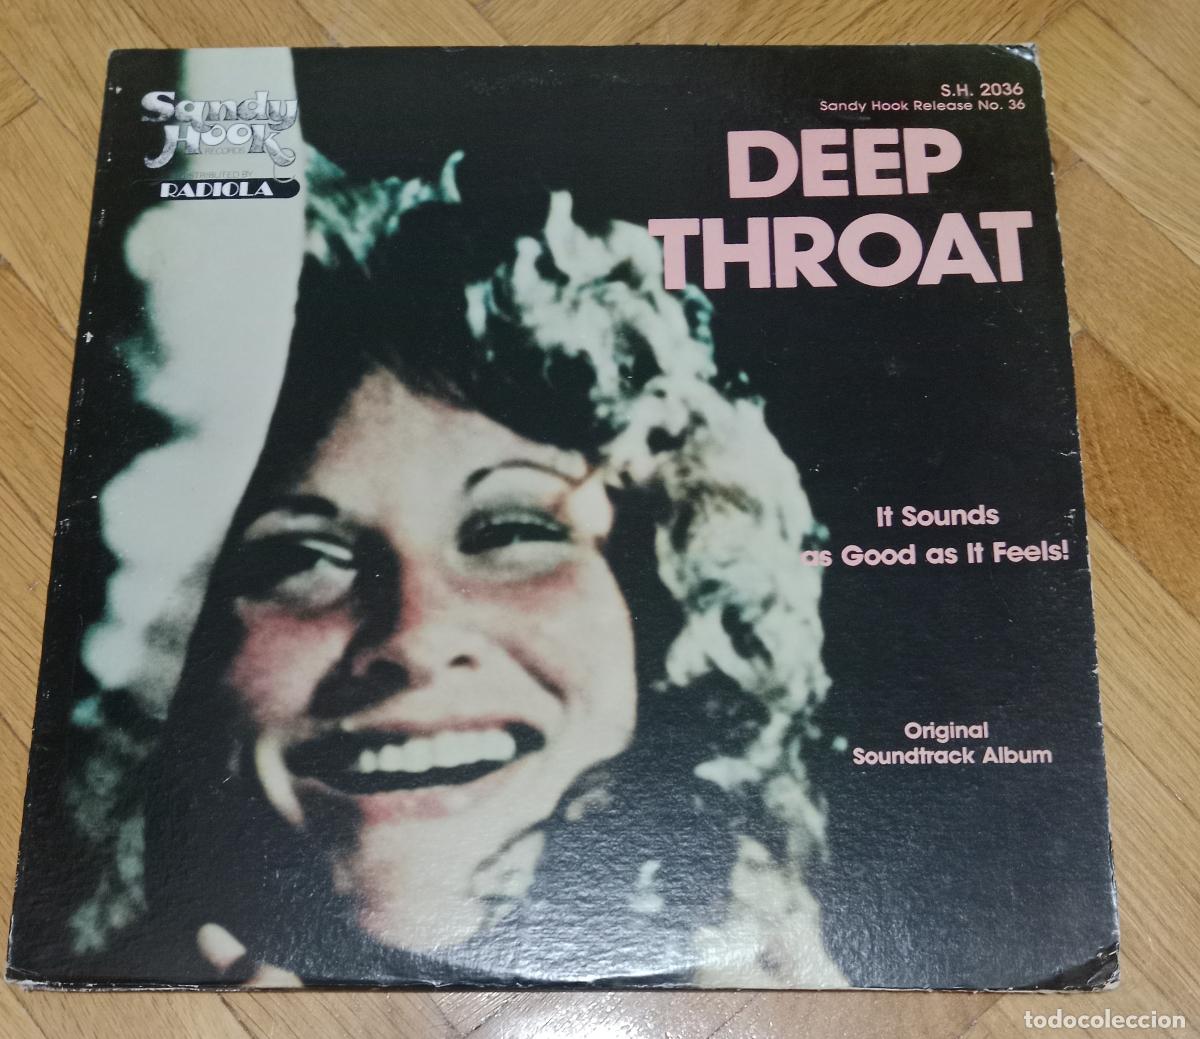 Sandy
Hook
RECORDS
DISTRIBUTED BY
RADIOLA
S.H. 2036
Sandy Hook Release No. 36
DEEP
THROAT
It Sounds
as Good as It Feels!
Original
Soundtrack Album
todocoleccion